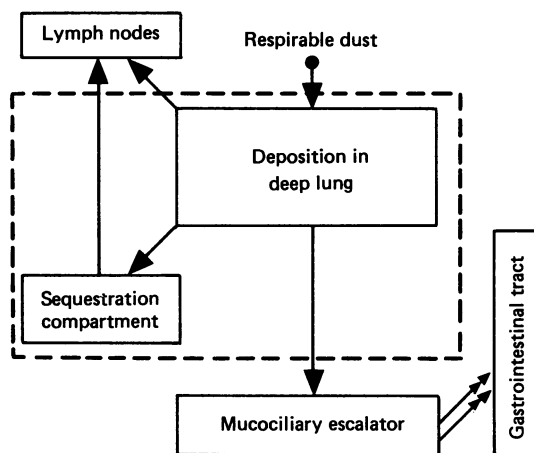 Lymph nodes
Respirable dust
Deposition in
deep lung
Sequestration
compartment
Mucociliary escalator
Gastrointestinal tract